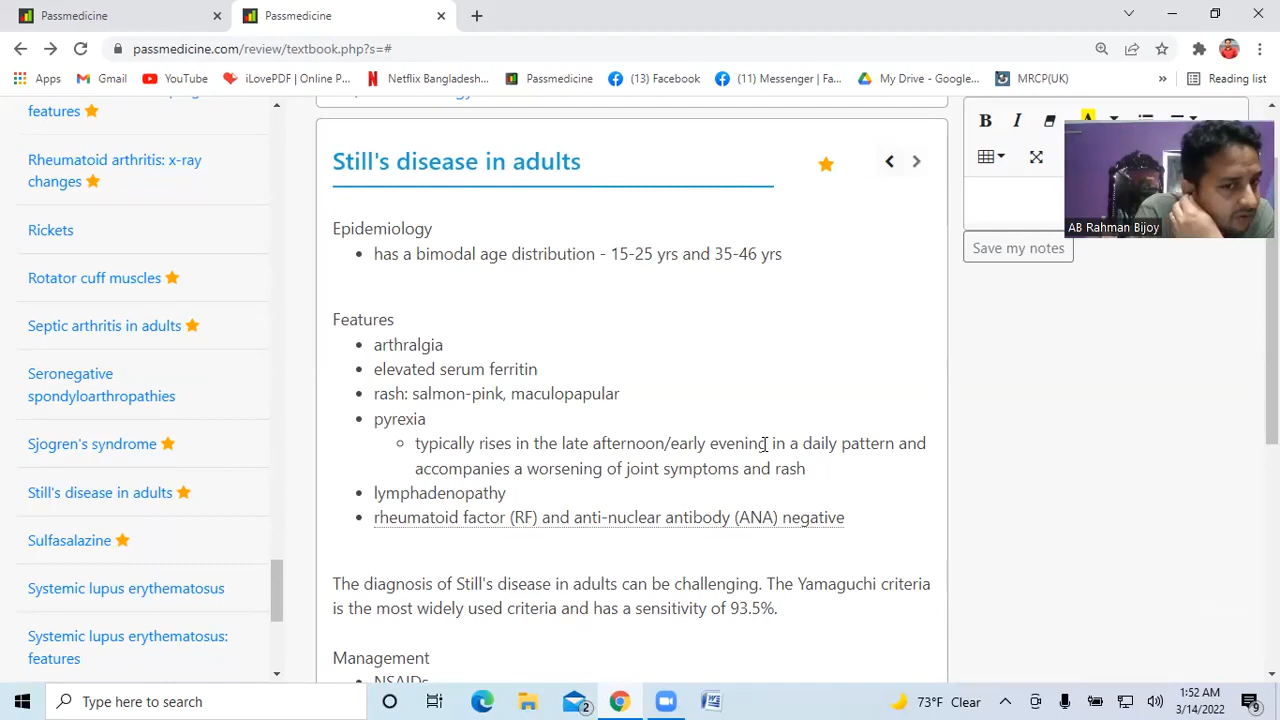 Passmedicine
Passmedicine
passmedicine.com/review/textbook.php?s=#
Apps
Gmail
YouTube
iLovePDF | Online P...
Netflix Bangladesh...
Passmedicine
(13) Facebook
(11) Messenger | Fa...
My Drive - Google...
MRCP(UK)
»
Reading list
features
Rheumatoid arthritis: x-ray
changes
Rickets
Rotator cuff muscles
Septic arthritis in adults
Seronegative
spondyloarthropathies
Sjogren's syndrome
Still's disease in adults
Sulfasalazine
Systemic lupus erythematosus
Systemic lupus erythematosus:
features
Still's disease in adults
Epidemiology
• has a bimodal age distribution - 15-25 yrs and 35-46 yrs
Features
• arthralgia
• elevated serum ferritin
• rash: salmon-pink, maculopapular
• pyrexia
typically rises in the late afternoon/early evening in a daily pattern and
accompanies a worsening of joint symptoms and rash
• lymphadenopathy
• rheumatoid factor (RF) and anti-nuclear antibody (ANA) negative
The diagnosis of Still's disease in adults can be challenging. The Yamaguchi criteria
is the most widely used criteria and has a sensitivity of 93.5%.
Management
• NSAIDs
B I A
AB Rahman Bijoy
Save my notes
Type here to search
2
73°F Clear
1:52 AM
3/14/2022
9